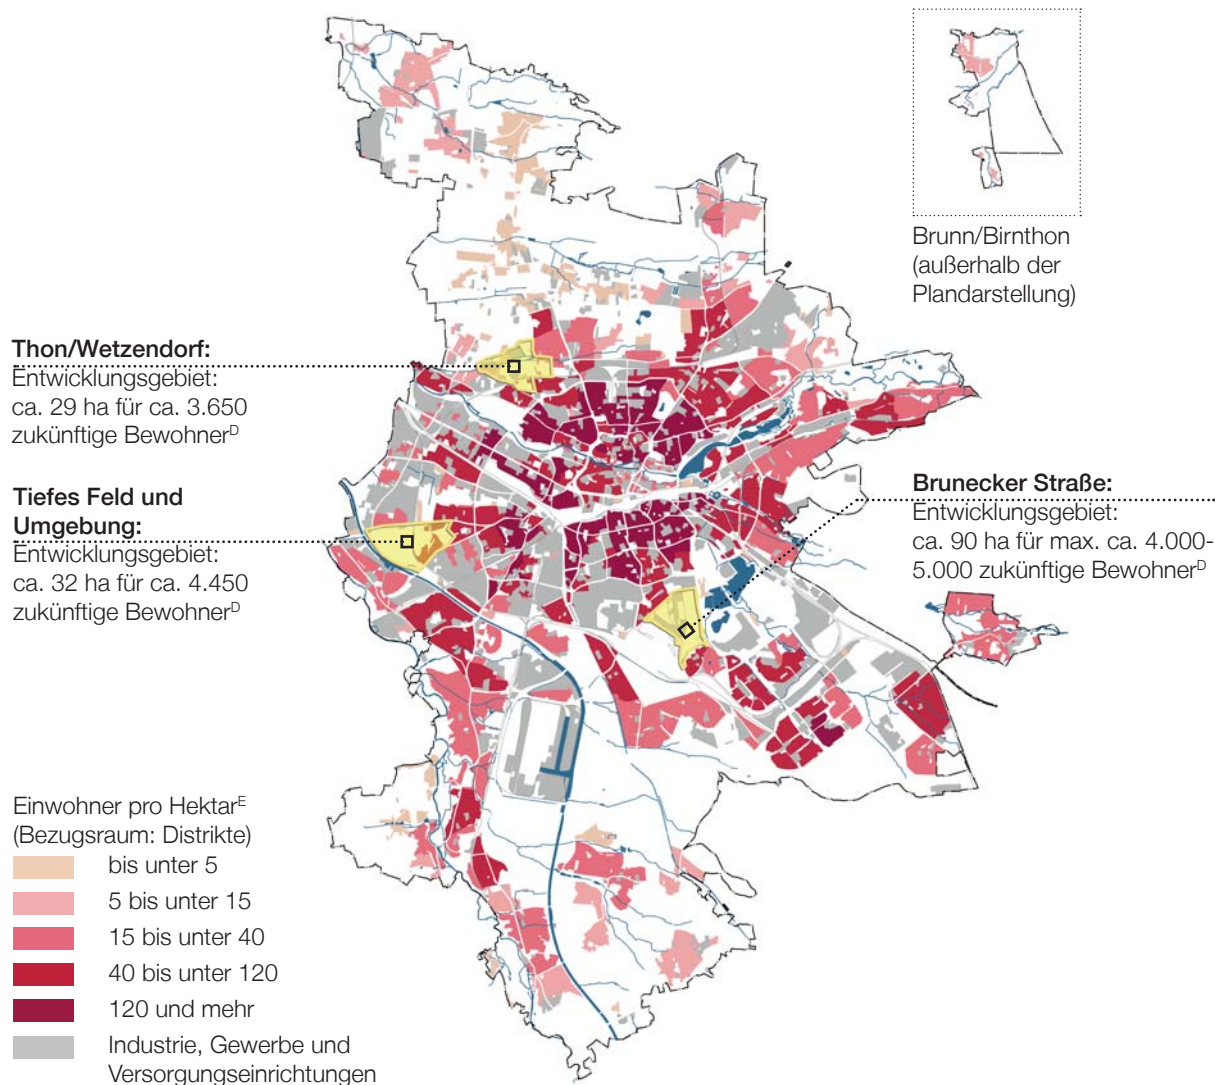 Brunn/Birnthon
(außerhalb der
Plandarstellung)
Thon/Wetzendorf:
Entwicklungsgebiet:
ca. 29 ha für ca. 3.650
zukünftige Bewohnerᴰ
Tiefes Feld und
Umgebung:
Entwicklungsgebiet:
ca. 32 ha für ca. 4.450
zukünftige Bewohnerᴰ
Brunecker Straße:
Entwicklungsgebiet:
ca. 90 ha für max. ca. 4.000-
5.000 zukünftige Bewohnerᴰ
Einwohner pro Hektarᴱ
(Bezugsraum: Distrikte)
bis unter 5
5 bis unter 15
15 bis unter 40
40 bis unter 120
120 und mehr
Industrie, Gewerbe und
Versorgungseinrichtungen